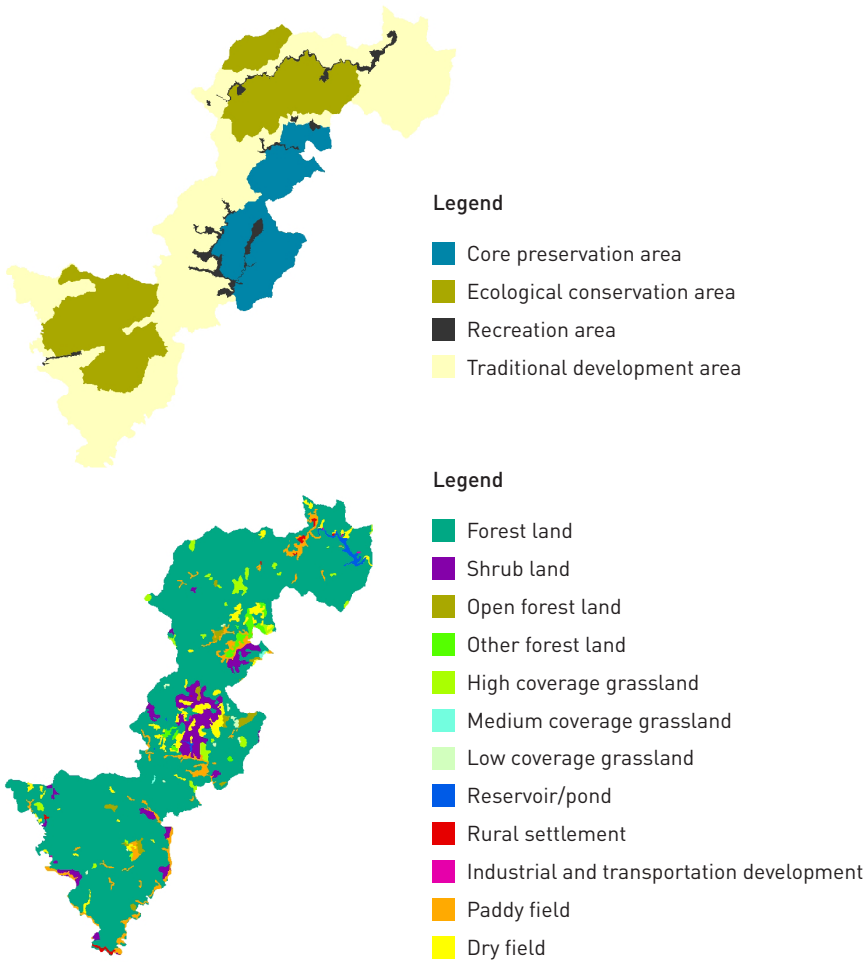 Legend
Core preservation area
Ecological conservation area
Recreation area
Traditional development area
Legend
Forest land
Shrub land
Open forest land
Other forest land
High coverage grassland
Medium coverage grassland
Low coverage grassland
Reservoir/pond
Rural settlement
Industrial and transportation development
Paddy field
Dry field